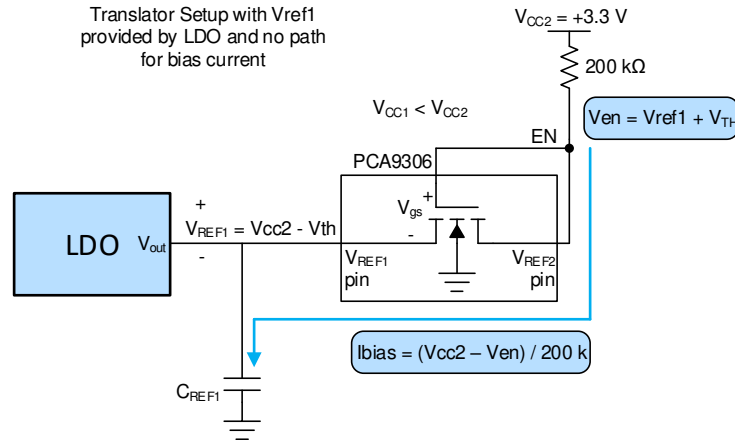 Translator Setup with Vref1
provided by LDO and no path
for bias current
VCC2 = +3.3 V
200 kΩ
VCC1 < VCC2
Ven = Vref1 + VTH
EN
PCA9306
+
Vgs
-
+
VREF1 = Vcc2 - Vth
-
LDO
Vout
VREF1
pin
VREF2
pin
Ibias = (Vcc2 – Ven) / 200 k
CREF1